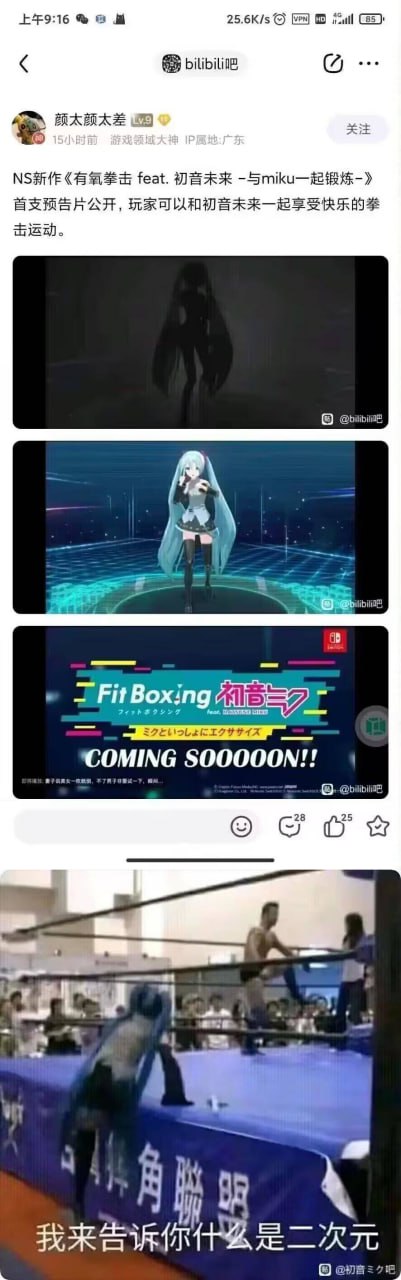 上午9:16
25.6K/s
VPN
HD
4G
85
bilibili吧
颜太颜太差
Lv.9
15小时前 游戏领域大神 IP属地:广东
关注
NS新作《有氧拳击 feat. 初音未来 -与miku一起锻炼-》
首支预告片公开，玩家可以和初音未来一起享受快乐的拳
击运动。
贴 @bilibili吧
贴 @bilibili吧
SWITCH
Fit Boxing 初音ミク
フィットボクシング feat. HATSUNE MIKU
ミクといっしょにエクササイズ
COMING SOOOOON!!
贴 @bilibili吧
28
25
角聯盟
我来告诉你什么是二次元
贴 @初音ミク吧